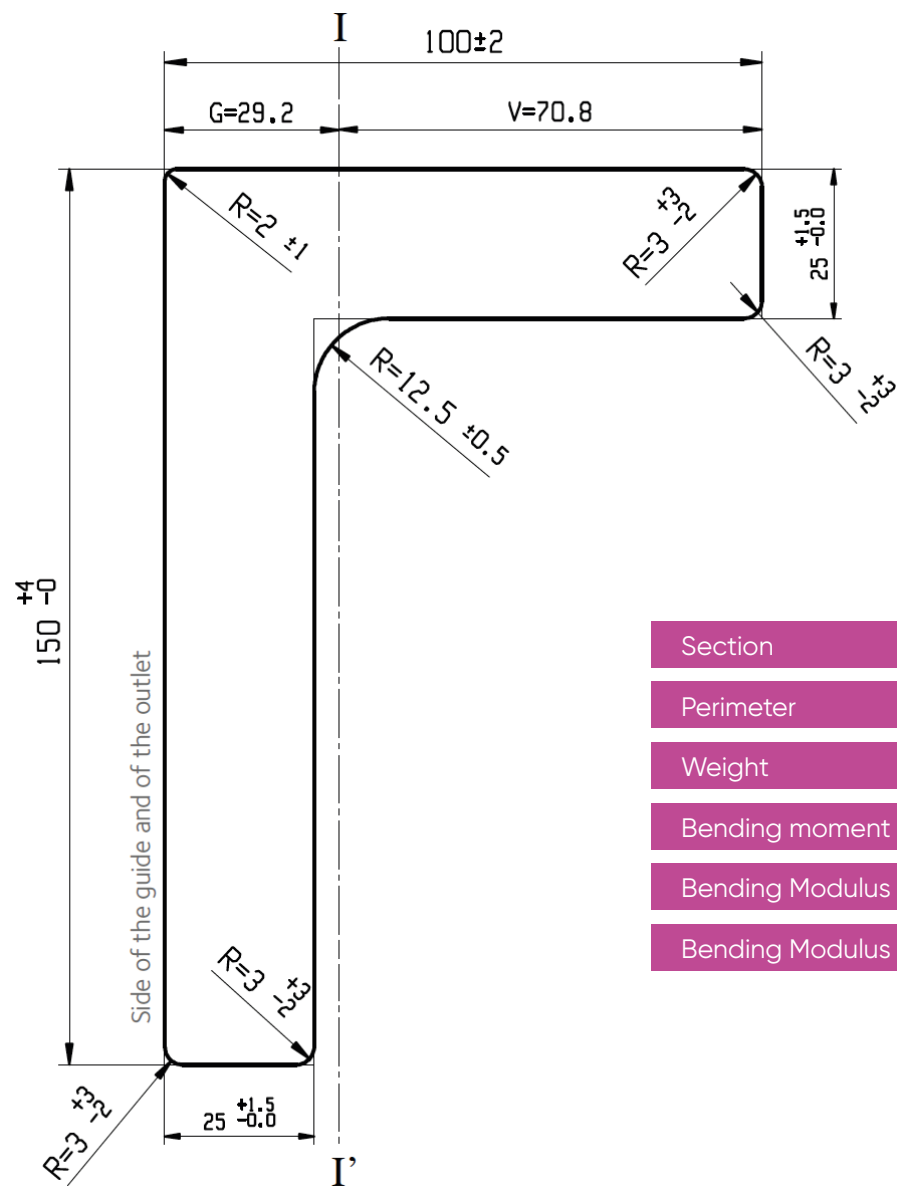 I
100±2
G=29.2
V=70.8
R=2 ±1
R=3 +3 -2
25 +1.5 -0.0
R=3 +3 -2
R=12.5 ±0.5
150 +4 -0
Side of the guide and of the outlet
Section
Perimeter
Weight
Bending moment
Bending Modulus
Bending Modulus
R=3 +3 -2
R=3 +3 -2
25 +1.5 -0.0
I’